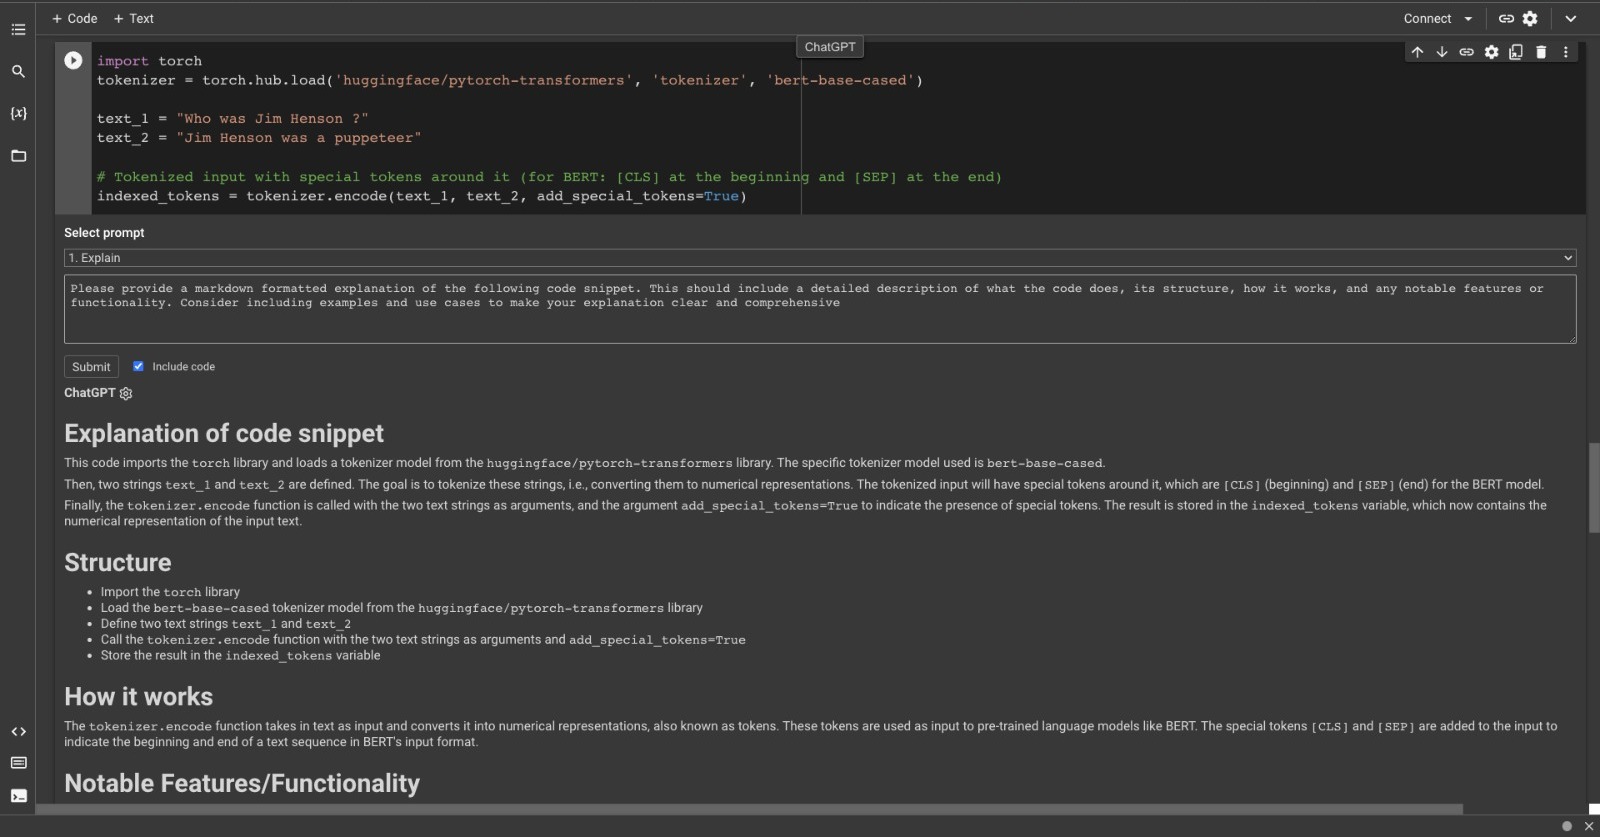 + Code + Text
Connect
ChatGPT
import torch
tokenizer = torch.hub.load('huggingface/pytorch-transformers', 'tokenizer', 'bert-base-cased')
text_1 = "Who was Jim Henson ?"
text_2 = "Jim Henson was a puppeteer"
# Tokenized input with special tokens around it (for BERT: [CLS] at the beginning and [SEP] at the end)
indexed_tokens = tokenizer.encode(text_1, text_2, add_special_tokens=True)
Select prompt
1. Explain
Please provide a markdown formatted explanation of the following code snippet. This should include a detailed description of what the code does, its structure, how it works, and any notable features or
functionality. Consider including examples and use cases to make your explanation clear and comprehensive
Submit Include code
ChatGPT
Explanation of code snippet
This code imports the torch library and loads a tokenizer model from the huggingface/pytorch-transformers library. The specific tokenizer model used is bert-base-cased.
Then, two strings text_1 and text_2 are defined. The goal is to tokenize these strings, i.e., converting them to numerical representations. The tokenized input will have special tokens around it, which are [CLS] (beginning) and [SEP] (end) for the BERT model.
Finally, the tokenizer.encode function is called with the two text strings as arguments, and the argument add_special_tokens=True to indicate the presence of special tokens. The result is stored in the indexed_tokens variable, which now contains the
numerical representation of the input text.
Structure
• Import the torch library
• Load the bert-base-cased tokenizer model from the huggingface/pytorch-transformers library
• Define two text strings text_1 and text_2
• Call the tokenizer.encode function with the two text strings as arguments and add_special_tokens=True
• Store the result in the indexed_tokens variable
How it works
The tokenizer.encode function takes in text as input and converts it into numerical representations, also known as tokens. These tokens are used as input to pre-trained language models like BERT. The special tokens [CLS] and [SEP] are added to the input to
indicate the beginning and end of a text sequence in BERT's input format.
Notable Features/Functionality